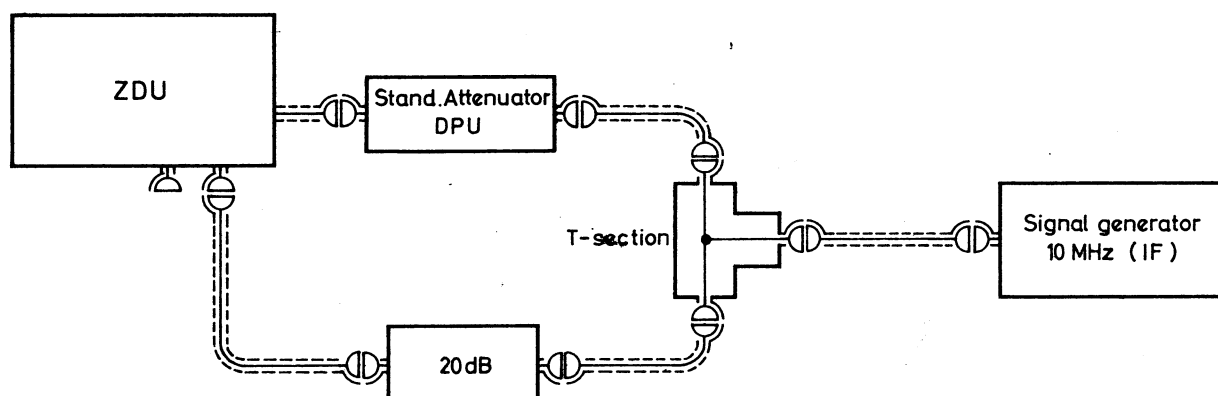 ZDU
Stand. Attenuator
DPU
T-section
Signal generator
10 MHz (IF)
20dB